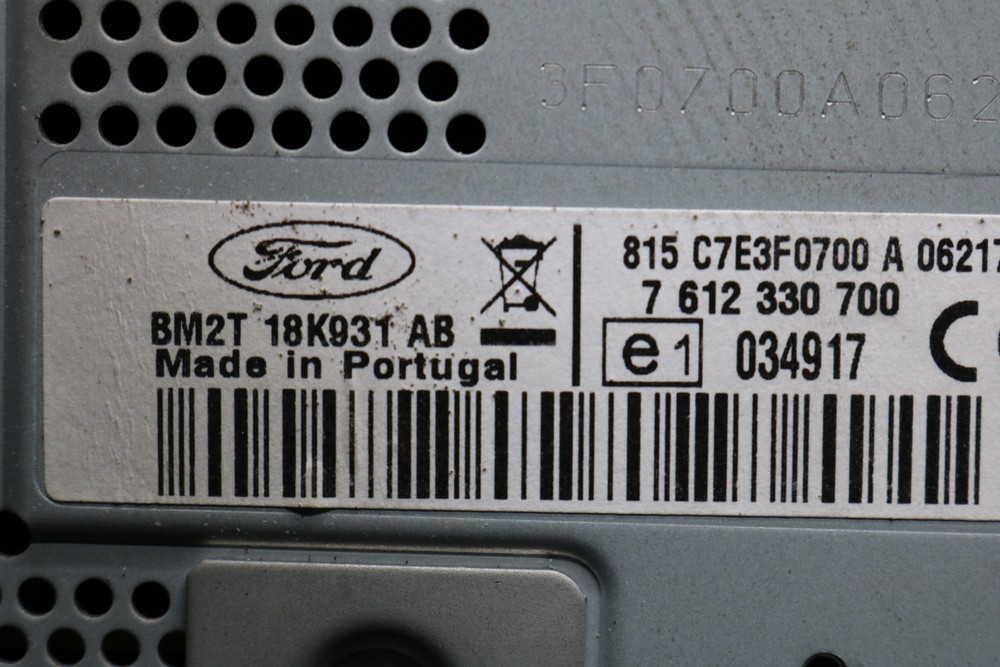 3F0700A062
Ford
BM2T 18K931 AB
Made in Portugal
815 C7E3F0700 A 06217
7 612 330 700
e1 034917 C